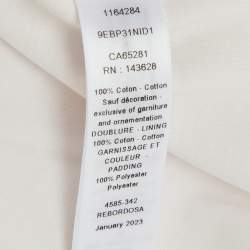 1164284
9EBP31NID1
CA65281
RN : 143628
100% Coton - Cotton
Sauf décoration -
exclusive of garniture
and ornementation
DOUBLURE - LINING
100% Coton - Cotton
GARNISSAGE ET
COULEUR -
PADDING
100% Polyester
Polyester
4585-342
REBORDOSA
January 2023